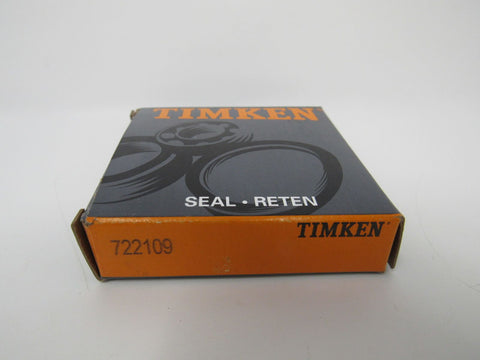 TIMKEN
SEAL • RETEN
722109
TIMKEN